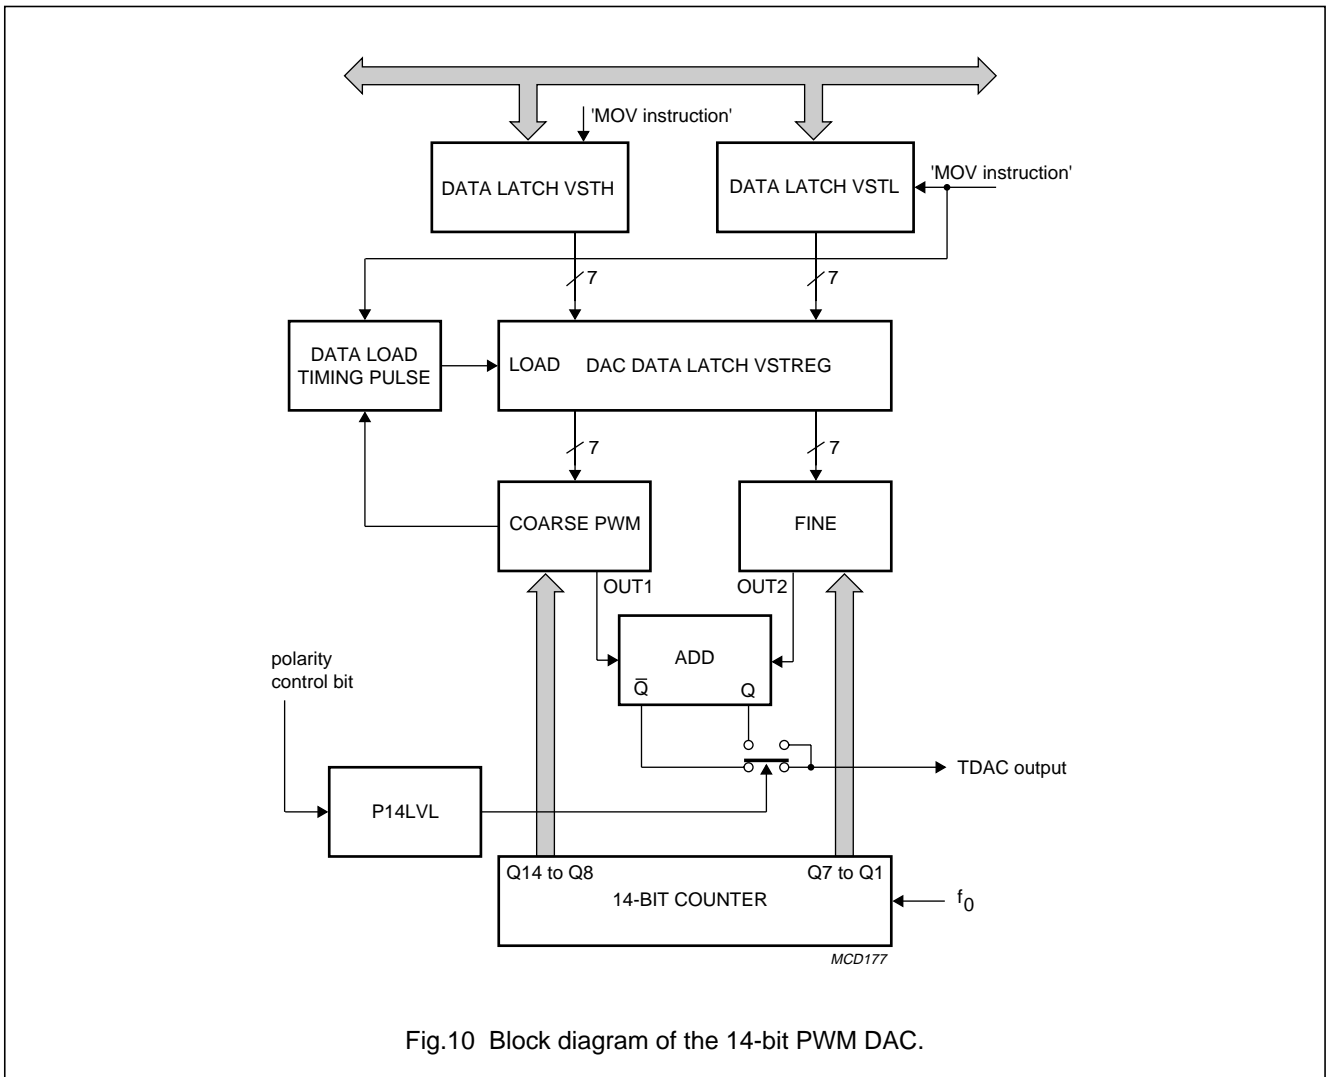 'MOV instruction'
DATA LATCH VSTH
DATA LATCH VSTL
'MOV instruction'
7
7
DATA LOAD
TIMING PULSE
LOAD
DAC DATA LATCH VSTREG
7
7
COARSE PWM
FINE
OUT1
OUT2
ADD
Q̅
Q
polarity
control bit
TDAC output
P14LVL
Q14 to Q8
Q7 to Q1
14-BIT COUNTER
f0
MCD177
Fig.10 Block diagram of the 14-bit PWM DAC.